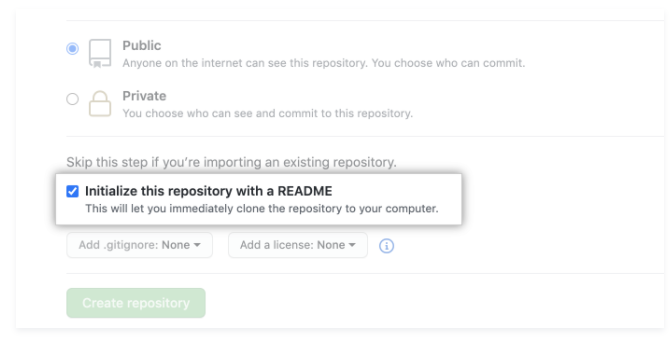 Public
Anyone on the internet can see this repository. You choose who can commit.
Private
You choose who can see and commit to this repository.
Skip this step if you're importing an existing repository.
Initialize this repository with a README
This will let you immediately clone the repository to your computer.
Add .gitignore: None
Add a license: None
Create repository